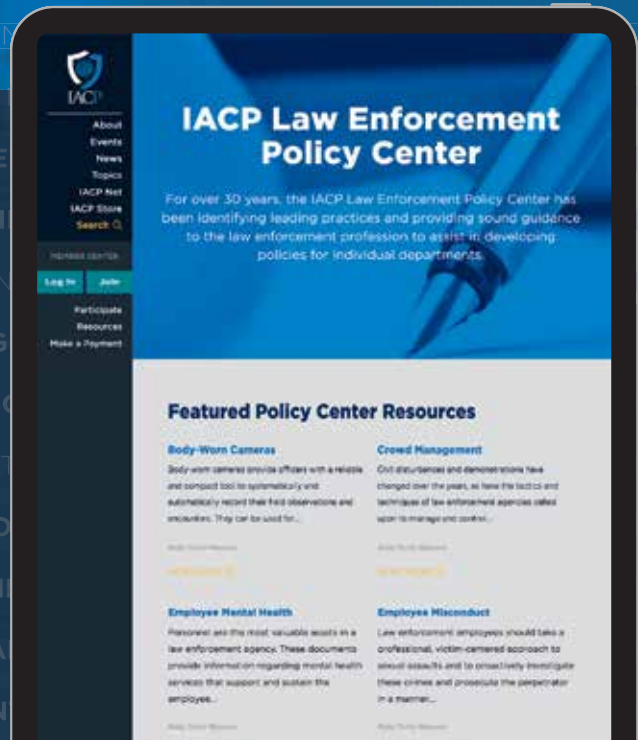 IACP
About
Events
News
Topics
IACP Net
IACP Store
Search
MEMBER CENTER
Log In Join
Participate
Resources
Make a Payment
IACP Law Enforcement
Policy Center
For over 30 years, the IACP Law Enforcement Policy Center has
been identifying leading practices and providing sound guidance
to the law enforcement profession to assist in developing
policies for individual departments.
Featured Policy Center Resources
Body-Worn Cameras
Body-worn cameras provide officers with a reliable
and compact tool to systematically and
automatically record their field observations and
encounters. They can be used for...
Crowd Management
Civil disturbances and demonstrations have
changed over the years, as have the tactics and
techniques of law enforcement agencies called
upon to manage and control...
Employee Mental Health
Personnel are the most valuable assets in a
law enforcement agency. These documents
provide information regarding mental health
services that support and sustain the
employee...
Employee Misconduct
Law enforcement employees should take a
professional, victim-centered approach to
sexual assaults and to proactively investigate
these crimes and prosecute the perpetrator
in a manner...